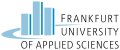 FRANKFURT
UNIVERSITY
OF APPLIED SCIENCES